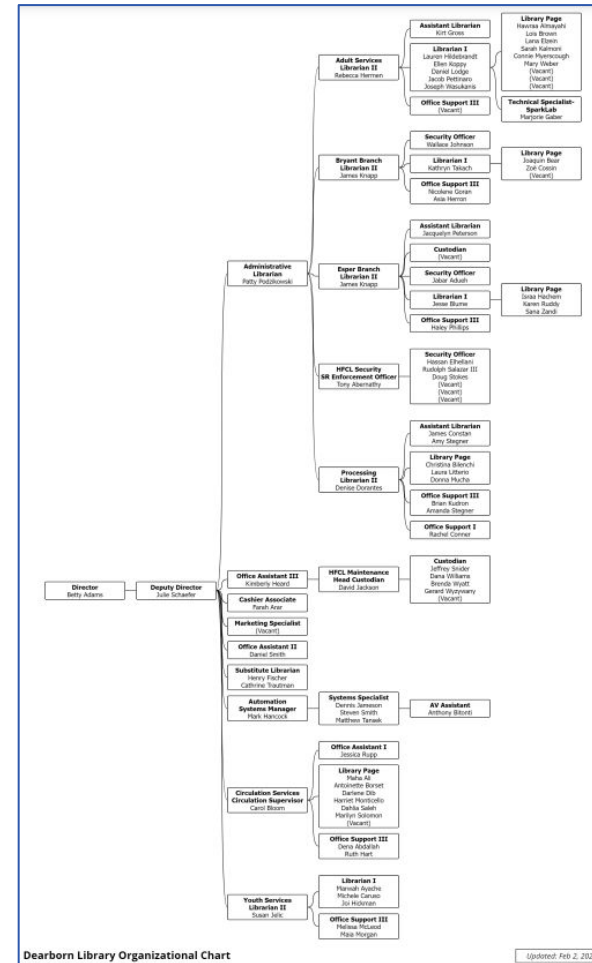 Assistant Librarian
Kirt Gross
Library Page
Hawraa Almayahi
Lois Brown
Lana Elzein
Sarah Kalmoni
Connie Myerscough
Mary Weber
(Vacant)
(Vacant)
(Vacant)
Adult Services
Librarian II
Rebecca Hermen
Librarian I
Lauren Hildebrandt
Ellen Koppy
Daniel Lodge
Jacob Pettinaro
Joseph Wasukanis
Office Support III
(Vacant)
Technical Specialist-
SparkLab
Marjorie Gaber
Security Officer
Wallace Johnson
Bryant Branch
Librarian II
James Knapp
Librarian I
Kathryn Takach
Library Page
Joaquin Bear
Zoë Cossin
(Vacant)
Office Support III
Nicolene Goran
Asia Herron
Assistant Librarian
Jacquelyn Peterson
Custodian
(Vacant)
Administrative
Librarian
Patty Podzikowski
Esper Branch
Librarian II
James Knapp
Security Officer
Jabar Adueh
Librarian I
Jesse Blume
Library Page
Israa Hachem
Karen Ruddy
Sana Zandi
Office Support III
Haley Phillips
HFCL Security
SR Enforcement Officer
Tony Abernathy
Security Officer
Hassan Elhellani
Rudolph Salazar III
Doug Stokes
(Vacant)
(Vacant)
(Vacant)
Assistant Librarian
James Constan
Amy Stegner
Processing
Librarian II
Denise Dorantes
Library Page
Christina Bilenchi
Laura Litterio
Donna Mucha
Office Support III
Brian Kudron
Amanda Stegner
Office Support I
Rachel Conner
Director
Betty Adams
Deputy Director
Julie Schaefer
Office Assistant III
Kimberly Heard
HFCL Maintenance
Head Custodian
David Jackson
Custodian
Jeffrey Snider
Dana Williams
Brenda Wyatt
Gerard Wyzywany
(Vacant)
Cashier Associate
Farah Arar
Marketing Specialist
(Vacant)
Office Assistant II
Daniel Smith
Substitute Librarian
Henry Fischer
Cathrine Trautman
Automation
Systems Manager
Mark Hancock
Systems Specialist
Dennis Jameson
Steven Smith
Matthew Tanaek
AV Assistant
Anthony Bitonti
Office Assistant I
Jessica Rupp
Circulation Services
Circulation Supervisor
Carol Bloom
Library Page
Maha Ali
Antoinette Borset
Darlene Dib
Harriet Monticello
Dahlia Saleh
Marilyn Solomon
(Vacant)
Office Support III
Dena Abdallah
Ruth Hart
Youth Services
Librarian II
Susan Jelic
Librarian I
Marwah Ayache
Michele Caruso
Joi Hickman
Office Support III
Melissa McLeod
Maia Morgan
Dearborn Library Organizational Chart
Updated: Feb 2,